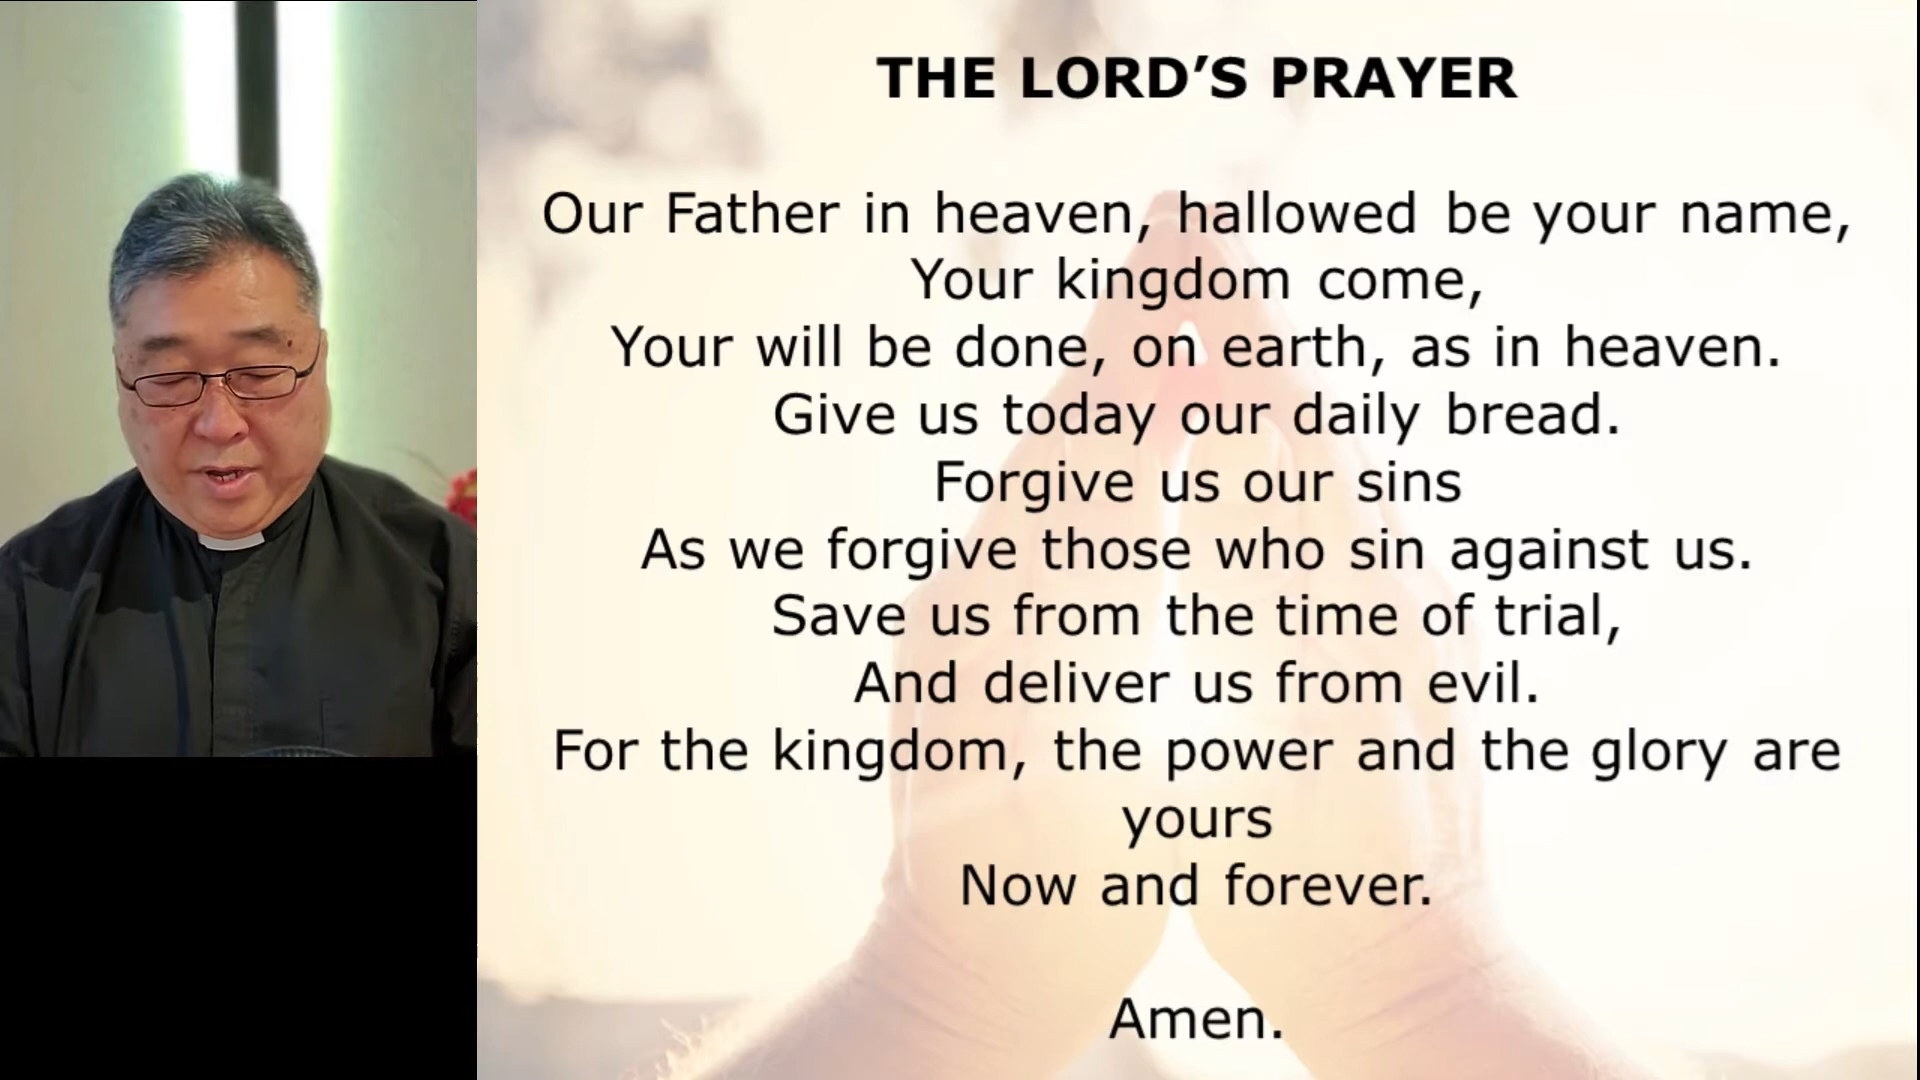 THE LORD’S PRAYER
Our Father in heaven, hallowed be your name,
Your kingdom come,
Your will be done, on earth, as in heaven.
Give us today our daily bread.
Forgive us our sins
As we forgive those who sin against us.
Save us from the time of trial,
And deliver us from evil.
For the kingdom, the power and the glory are
yours
Now and forever.
Amen.